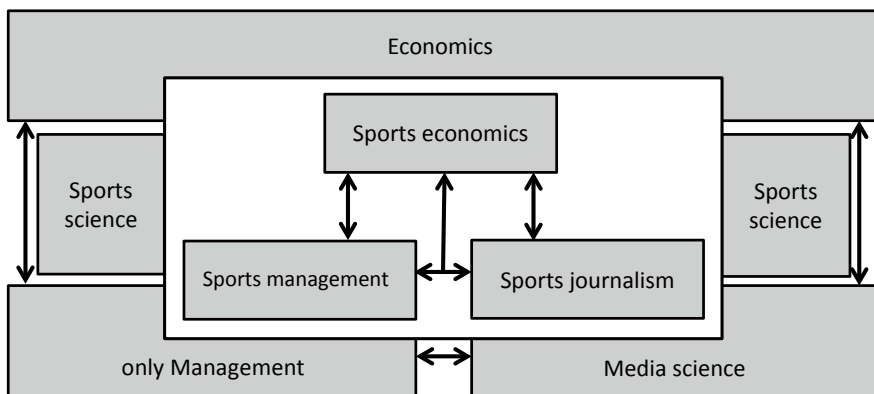 Economics
Sports economics
Sports
science
Sports
science
Sports management
Sports journalism
only Management
Media science